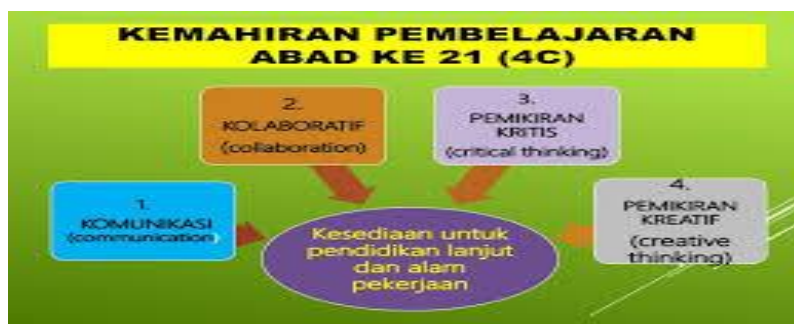 KEMAHIRAN PEMBELAJARAN
ABAD KE 21 (4C)
1.
KOMUNIKASI
(communication)
2.
KOLABORATIF
(collaboration)
3.
PEMIKIRAN
KRITIS
(critical thinking)
4.
PEMIKIRAN
KREATIF
(creative
thinking)
Kesediaan untuk
pendidikan lanjut
dan alam
pekerjaan